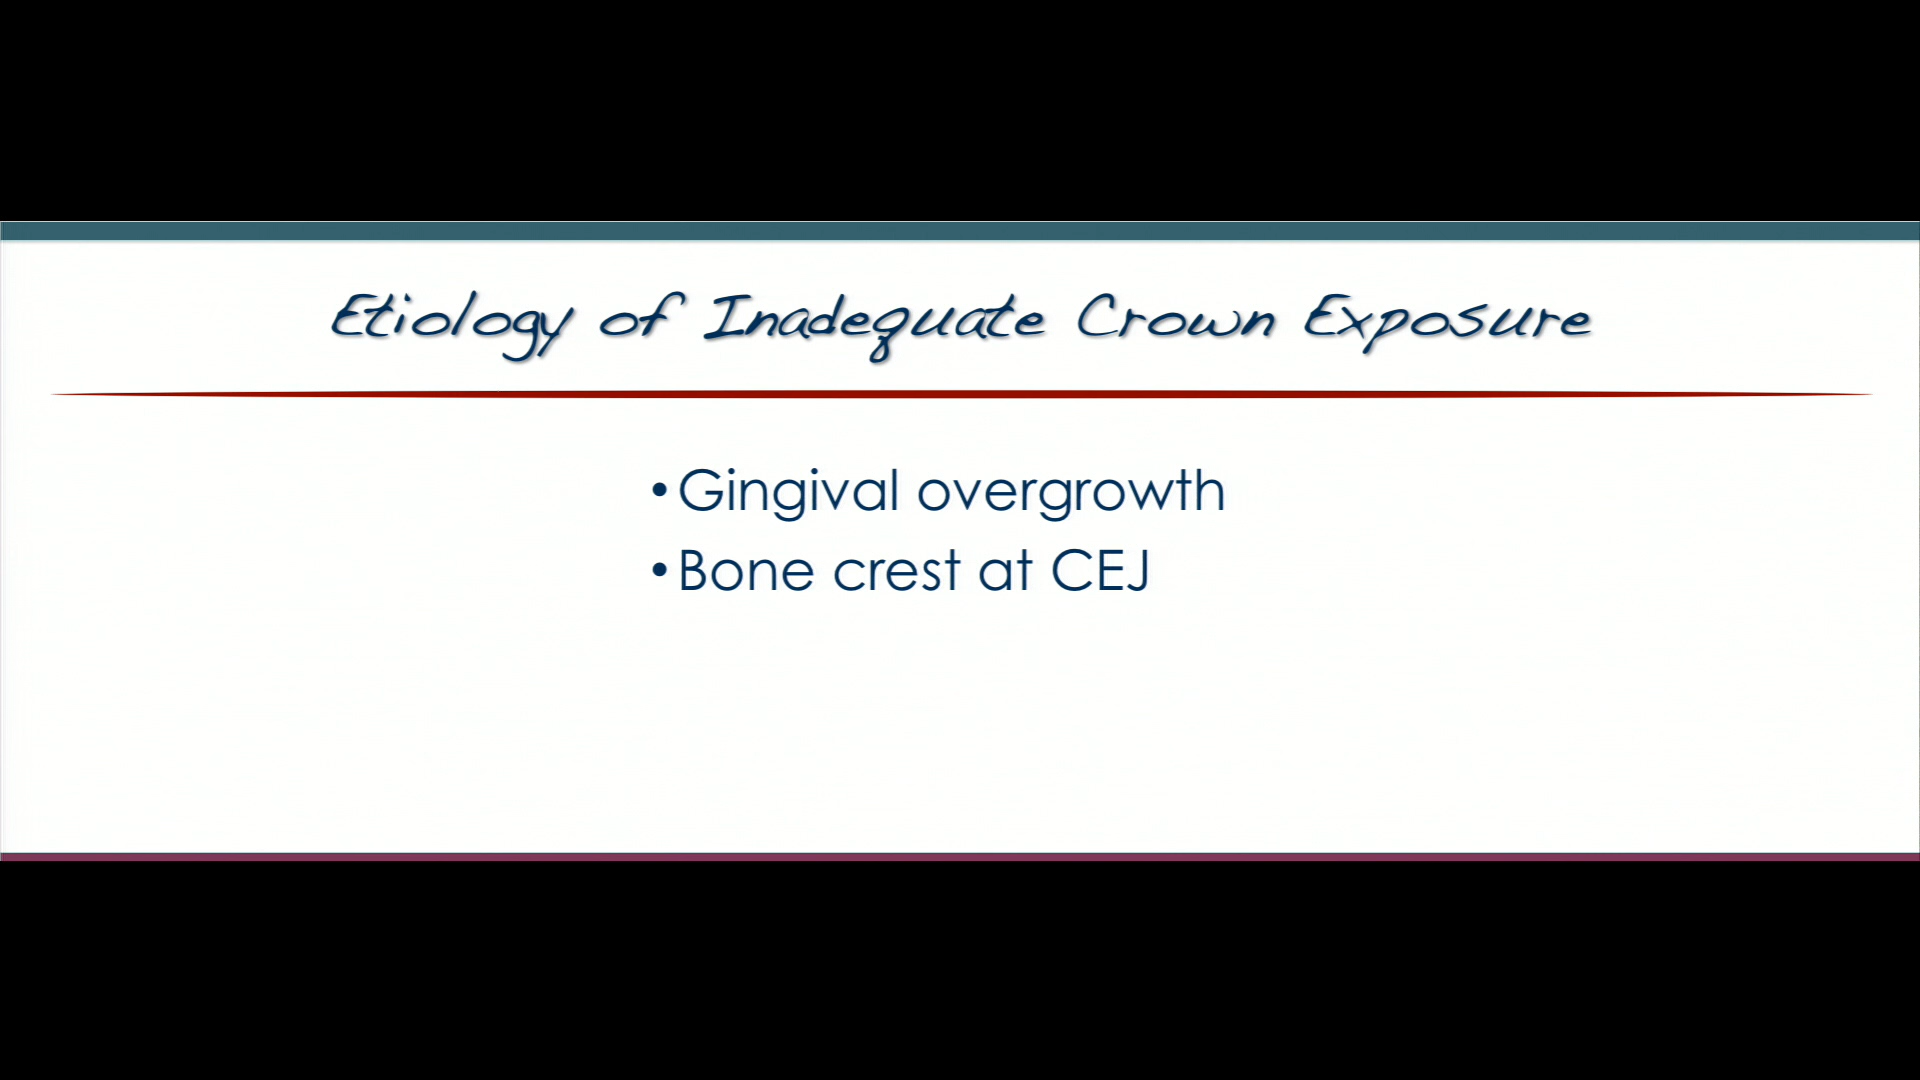 Etiology of Inadequate Crown Exposure
• Gingival overgrowth
• Bone crest at CEJ